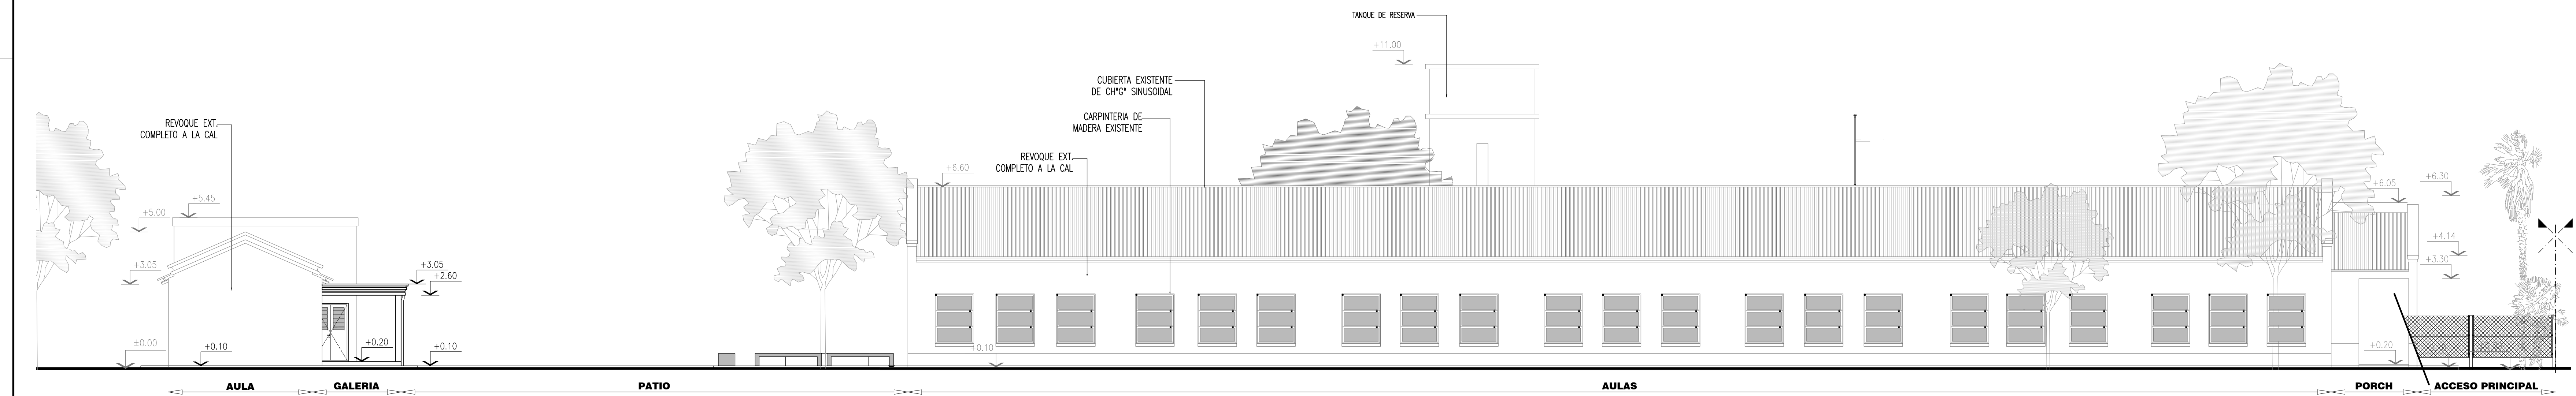 TANQUE DE RESERVA
+11.00
CUBIERTA EXISTENTE
DE CH"G" SINUSOIDAL
CARPINTERIA DE
MADERA EXISTENTE
REVOQUE EXT.
COMPLETO A LA CAL
REVOQUE EXT.
COMPLETO A LA CAL
+6.60
+6.30
+6.05
+5.45
+5.00
+4.14
+3.30
+3.05
+3.05
+2.60
±0.00
+0.10
+0.20
+0.10
+0.10
+0.20
AULA
GALERIA
PATIO
AULAS
PORCH
ACCESO PRINCIPAL